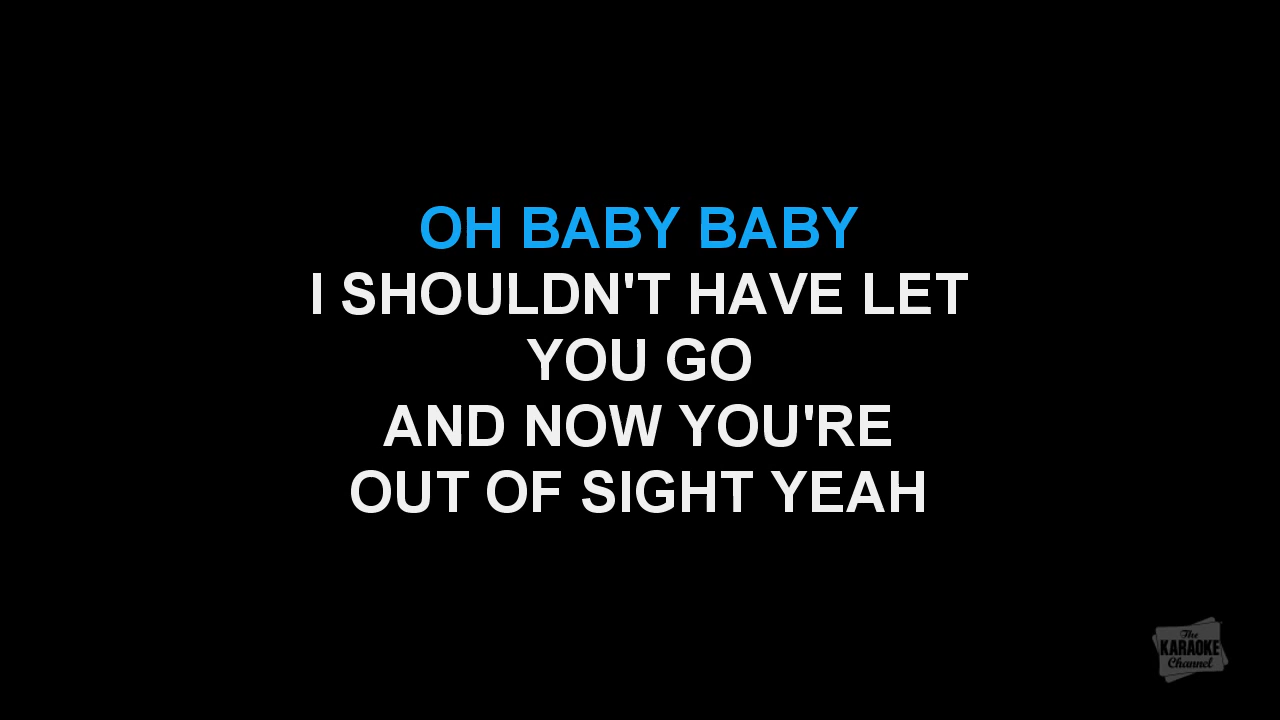 OH BABY BABY
I SHOULDN'T HAVE LET
YOU GO
AND NOW YOU'RE
OUT OF SIGHT YEAH
The
KARAOKE
Channel